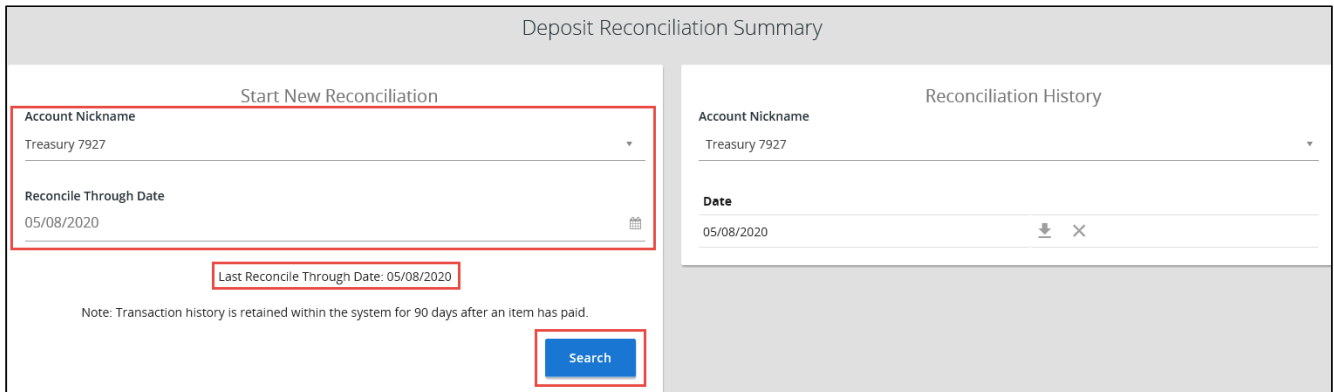 Deposit Reconciliation Summary
Start New Reconciliation
Account Nickname
Treasury 7927
Reconcile Through Date
05/08/2020
Last Reconcile Through Date: 05/08/2020
Note: Transaction history is retained within the system for 90 days after an item has paid.
Search
Reconciliation History
Account Nickname
Treasury 7927
Date
05/08/2020